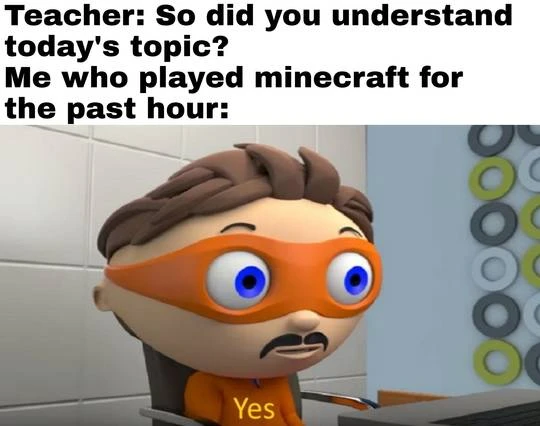 Teacher: So did you understand
today's topic?
Me who played minecraft for
the past hour:
Yes